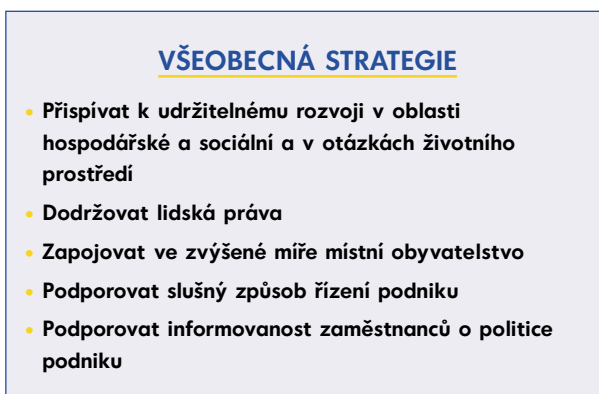 VŠEOBECNÁ STRATEGIE
• Přispívat k udržitelnému rozvoji v oblasti
hospodářské a sociální a v otázkách životního
prostředí
• Dodržovat lidská práva
• Zapojovat ve zvýšené míře místní obyvatelstvo
• Podporovat slušný způsob řízení podniku
• Podporovat informovanost zaměstnanců o politice
podniku